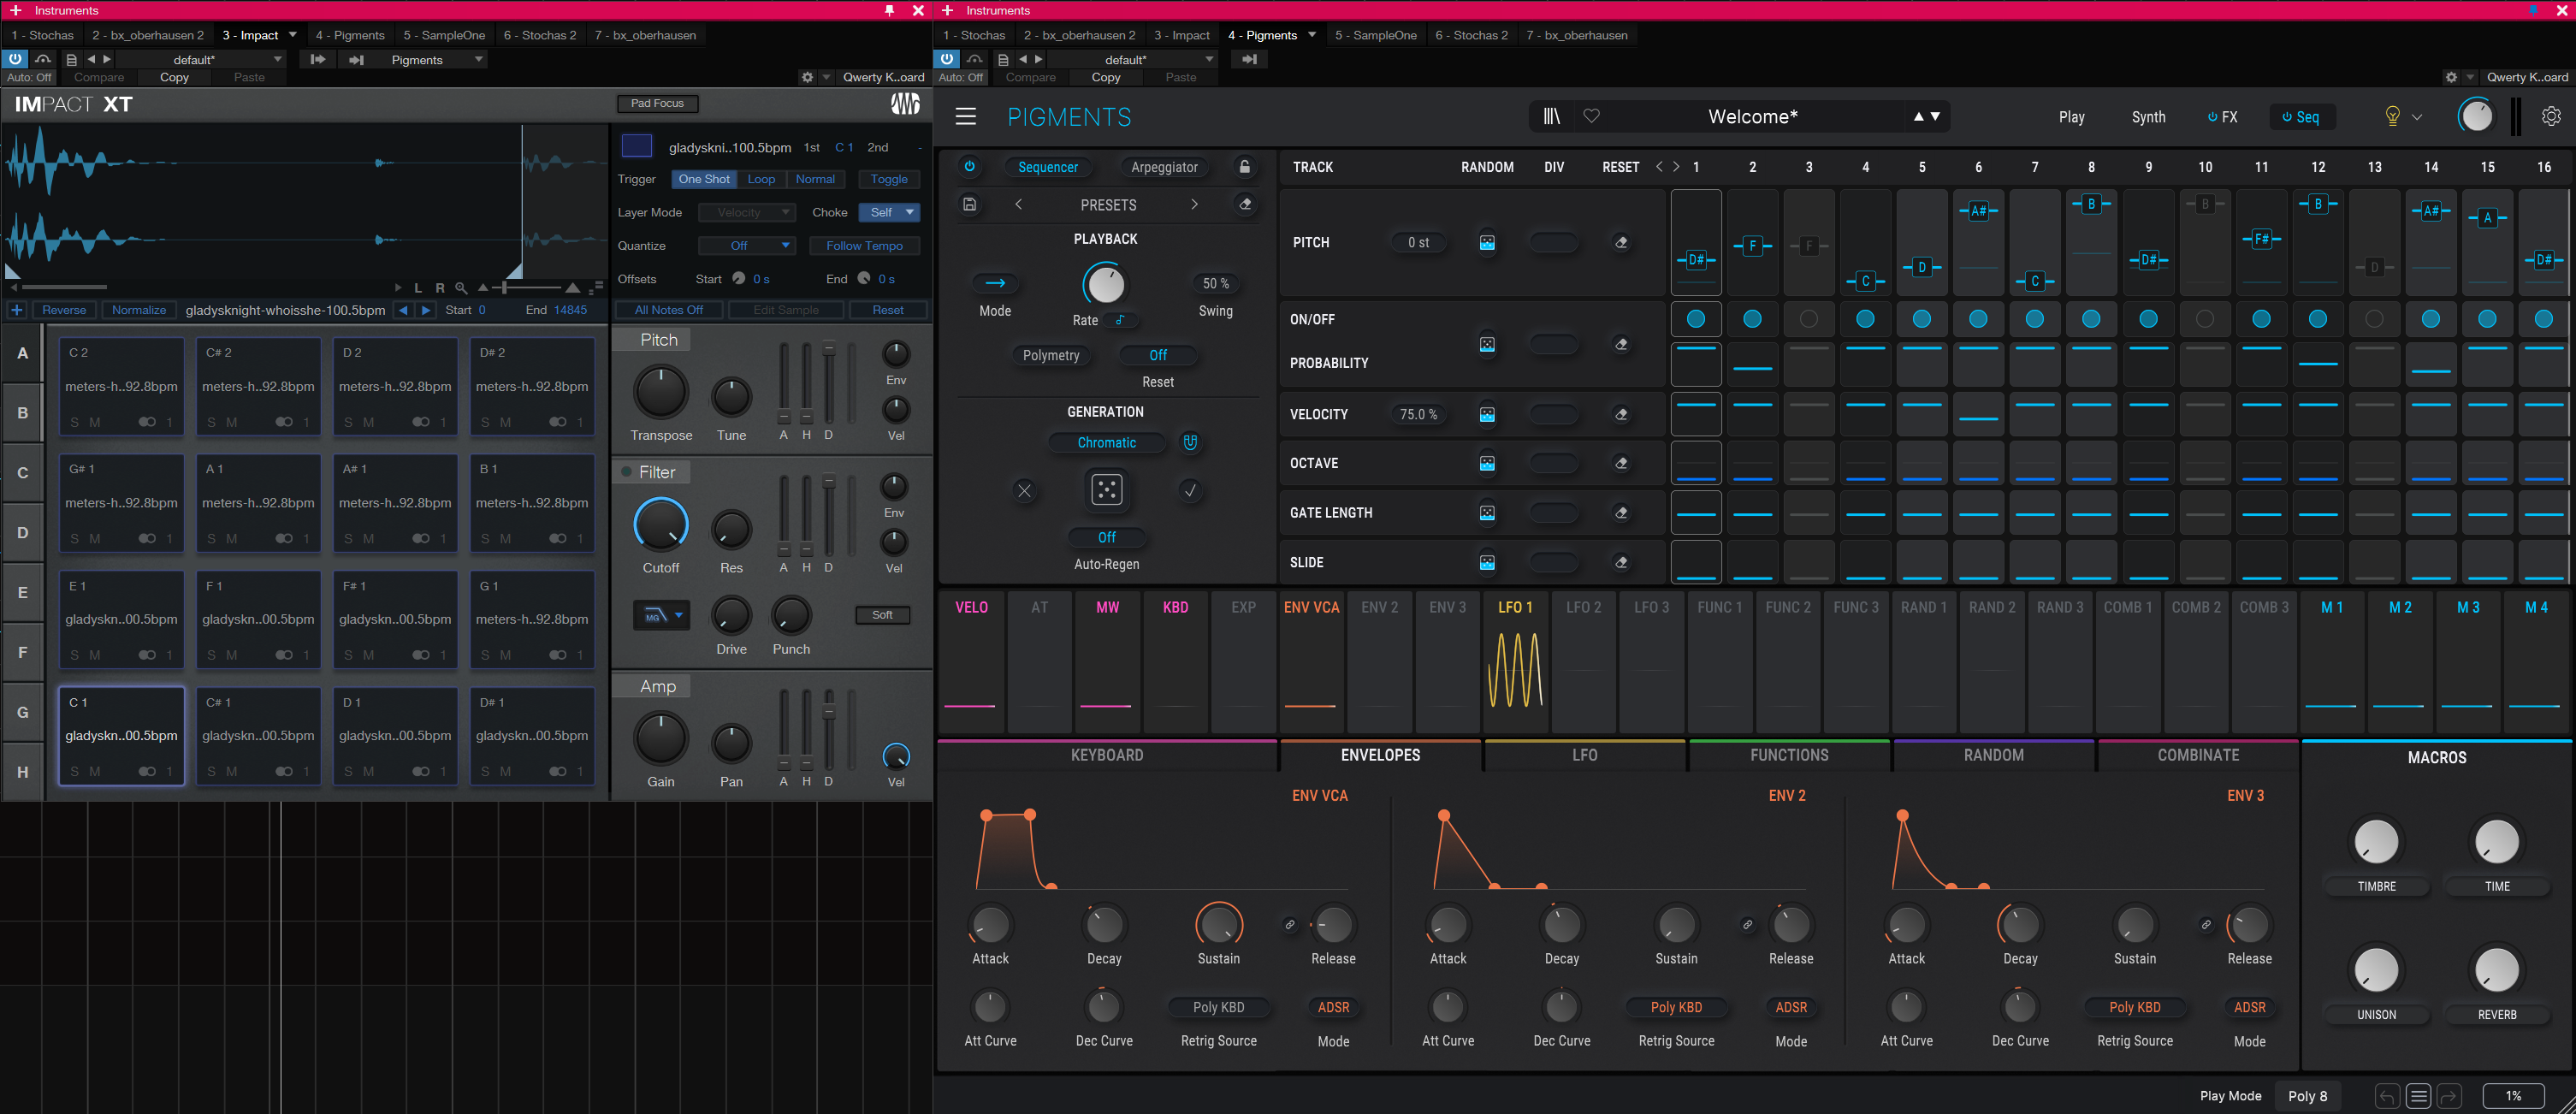 Instruments
1 - Stochas 2 - bx_oberhausen 2 3 - Impact 4 - Pigments 5 - SampleOne 6 - Stochas 2 7 - bx_oberhausen
default* Pigments
Auto: Off Compare Copy Paste Qwerty K..oard
IMPACT XT Pad Focus
gladyskni..100.5bpm 1st C 1 2nd -
Trigger One Shot Loop Normal Toggle
Layer Mode Velocity Choke Self
Quantize Off Follow Tempo
Offsets Start 0 s End 0 s
L R
Reverse Normalize gladysknight-whoisshe-100.5bpm Start 0 End 14845 All Notes Off Edit Sample Reset
A
B
C
D
E
F
G
H
C 2 C# 2 D 2 D# 2
meters-h..92.8bpm meters-h..92.8bpm meters-h..92.8bpm meters-h..92.8bpm
S M 1 S M 1 S M 1 S M 1
G# 1 A 1 A# 1 B 1
meters-h..92.8bpm meters-h..92.8bpm meters-h..92.8bpm meters-h..92.8bpm
S M 1 S M 1 S M 1 S M 1
E 1 F 1 F# 1 G 1
gladyskn..00.5bpm gladyskn..00.5bpm gladyskn..00.5bpm meters-h..92.8bpm
S M 1 S M 1 S M 1 S M 1
C 1 C# 1 D 1 D# 1
gladyskn..00.5bpm gladyskn..00.5bpm gladyskn..00.5bpm gladyskn..00.5bpm
S M 1 S M 1 S M 1 S M 1
Pitch
Env
Transpose Tune A H D Vel
Filter
Env
Cutoff Res A H D Vel
MG Soft
Drive Punch
Amp
Gain Pan A H D Vel
Instruments
1 - Stochas 2 - bx_oberhausen 2 3 - Impact 4 - Pigments 5 - SampleOne 6 - Stochas 2 7 - bx_oberhausen
default*
Auto: Off Compare Copy Paste Qwerty K..oard
PIGMENTS Welcome* Play Synth FX Seq
Sequencer Arpeggiator
PRESETS
PLAYBACK
50 %
Mode Rate Swing
Polymetry Off
Reset
GENERATION
Chromatic
Off
Auto-Regen
TRACK RANDOM DIV RESET 1 2 3 4 5 6 7 8 9 10 11 12 13 14 15 16
PITCH 0 st D# F F C D A# C B D# B F# B D A# A D#
ON/OFF
PROBABILITY
VELOCITY 75.0 %
OCTAVE
GATE LENGTH
SLIDE
VELO AT MW KBD EXP ENV VCA ENV 2 ENV 3 LFO 1 LFO 2 LFO 3 FUNC 1 FUNC 2 FUNC 3 RAND 1 RAND 2 RAND 3 COMB 1 COMB 2 COMB 3 M 1 M 2 M 3 M 4
KEYBOARD ENVELOPES LFO FUNCTIONS RANDOM COMBINATE MACROS
ENV VCA ENV 2 ENV 3
Attack Decay Sustain Release Attack Decay Sustain Release Attack Decay Sustain Release
Poly KBD ADSR Poly KBD ADSR Poly KBD ADSR
Att Curve Dec Curve Retrig Source Mode Att Curve Dec Curve Retrig Source Mode Att Curve Dec Curve Retrig Source Mode
TIMBRE TIME
UNISON REVERB
Play Mode Poly 8 1%